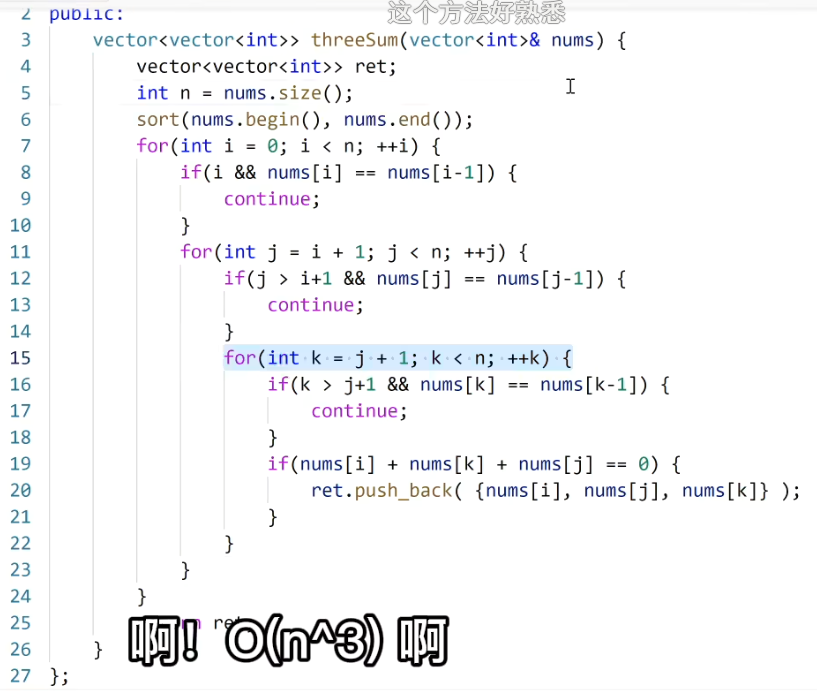 这个方法好熟悉
2 public:
3 vector<vector<int>> threeSum(vector<int>& nums) {
4 vector<vector<int>> ret;
5 int n = nums.size();
6 sort(nums.begin(), nums.end());
7 for(int i = 0; i < n; ++i) {
8 if(i && nums[i] == nums[i-1]) {
9 continue;
10 }
11 for(int j = i + 1; j < n; ++j) {
12 if(j > i+1 && nums[j] == nums[j-1]) {
13 continue;
14 }
15 for(int k = j + 1; k < n; ++k) {
16 if(k > j+1 && nums[k] == nums[k-1]) {
17 continue;
18 }
19 if(nums[i] + nums[k] + nums[j] == 0) {
20 ret.push_back( {nums[i], nums[j], nums[k]} );
21 }
22 }
23 }
24 }
25
26 }
啊! O(n^3) 啊
27 };